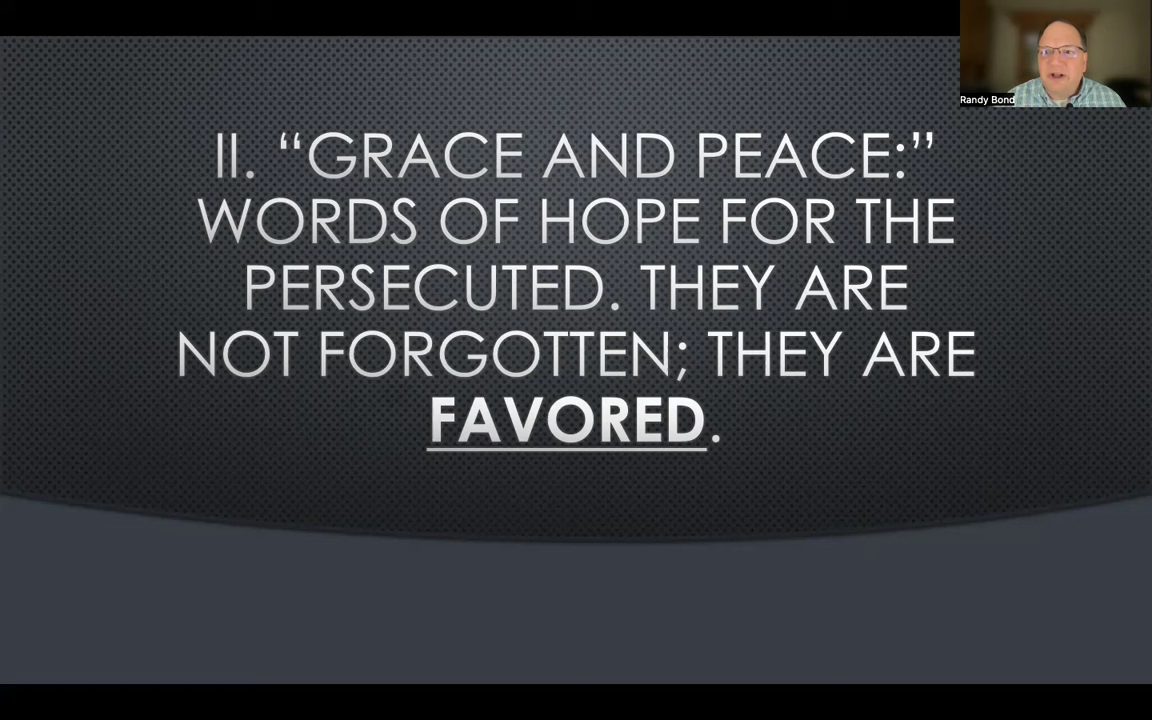 Randy Bond
II. “GRACE AND PEACE:”
WORDS OF HOPE FOR THE
PERSECUTED. THEY ARE
NOT FORGOTTEN; THEY ARE
FAVORED.